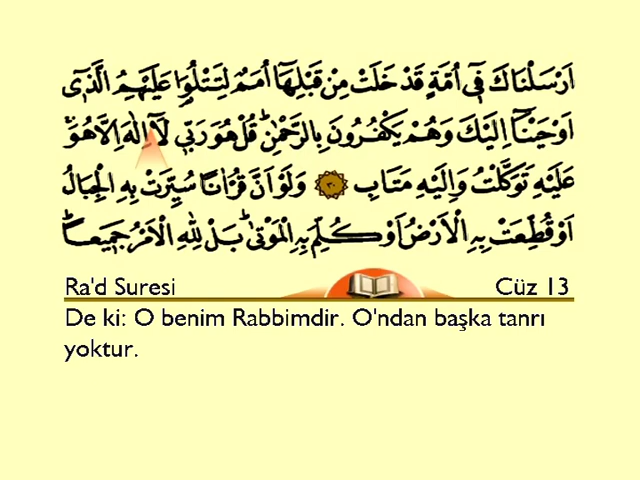 اَرْسَلْنَاكَ فٖٓي اُمَّةٍ قَدْ خَلَتْ مِنْ قَبْلِهَٓا اُمَمٌ لِتَتْلُوَ۬ا عَلَيْهِمُ الَّذٖٓي
اَوْحَيْنَٓا اِلَيْكَ وَهُمْ يَكْفُرُونَ بِالرَّحْمٰنِۜ قُلْ هُوَ رَبّٖي لَٓا اِلٰهَ اِلَّا هُوَۚ
عَلَيْهِ تَوَكَّلْتُ وَاِلَيْهِ مَتَابِ ٣٠ وَلَوْ اَنَّ قُرْاٰنًا سُيِّرَتْ بِهِ الْجِبَالُ
اَوْ قُطِّعَتْ بِهِ الْاَرْضُ اَوْ كُلِّمَ بِهِ الْمَوْتٰىۜ بَلْ لِلّٰهِ الْاَمْرُ جَمٖيعًاۜ
Ra'd Suresi Cüz 13
De ki: O benim Rabbimdir. O'ndan başka tanrı
yoktur.